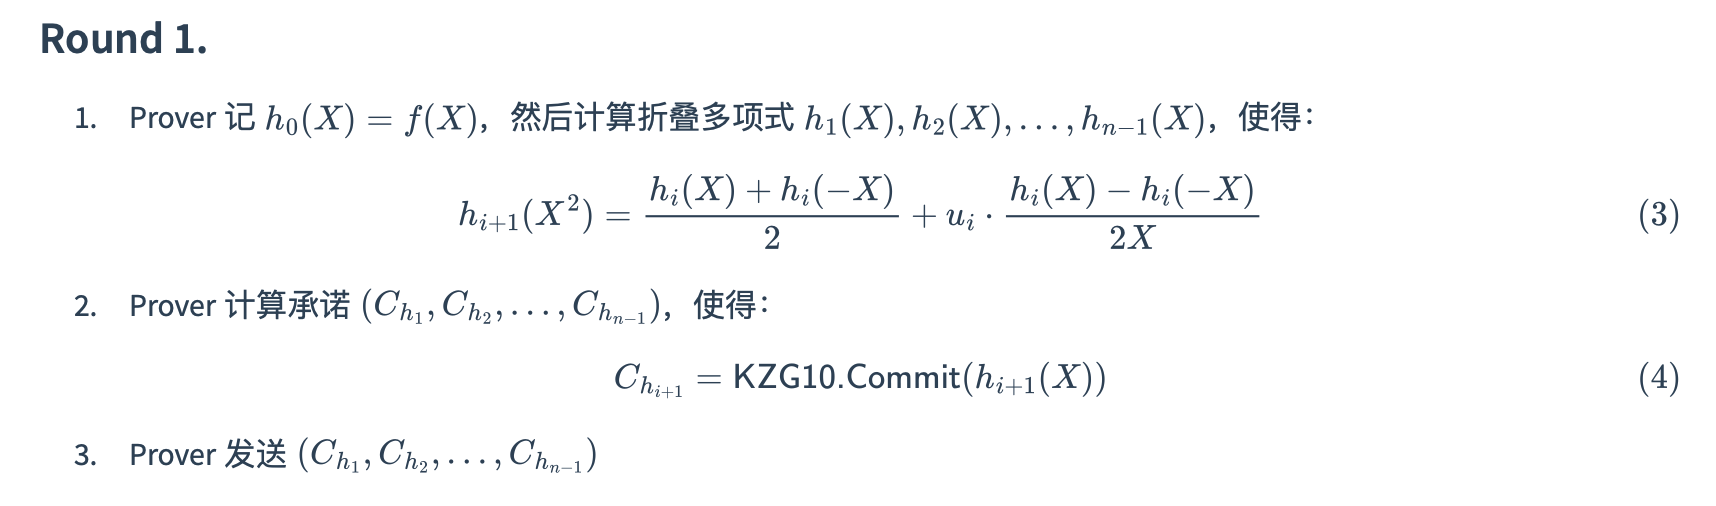 Round 1.
1. Prover 记 $h_0(X) = f(X)$，然后计算折叠多项式 $h_1(X), h_2(X), \ldots, h_{n-1}(X)$，使得：
$h_{i+1}(X^2) = \frac{h_i(X) + h_i(-X)}{2} + u_i \cdot \frac{h_i(X) - h_i(-X)}{2X}$ (3)
2. Prover 计算承诺 $(C_{h_1}, C_{h_2}, \ldots, C_{h_{n-1}})$，使得：
$C_{h_{i+1}} = \mathsf{KZG10.Commit}(h_{i+1}(X))$ (4)
3. Prover 发送 $(C_{h_1}, C_{h_2}, \ldots, C_{h_{n-1}})$